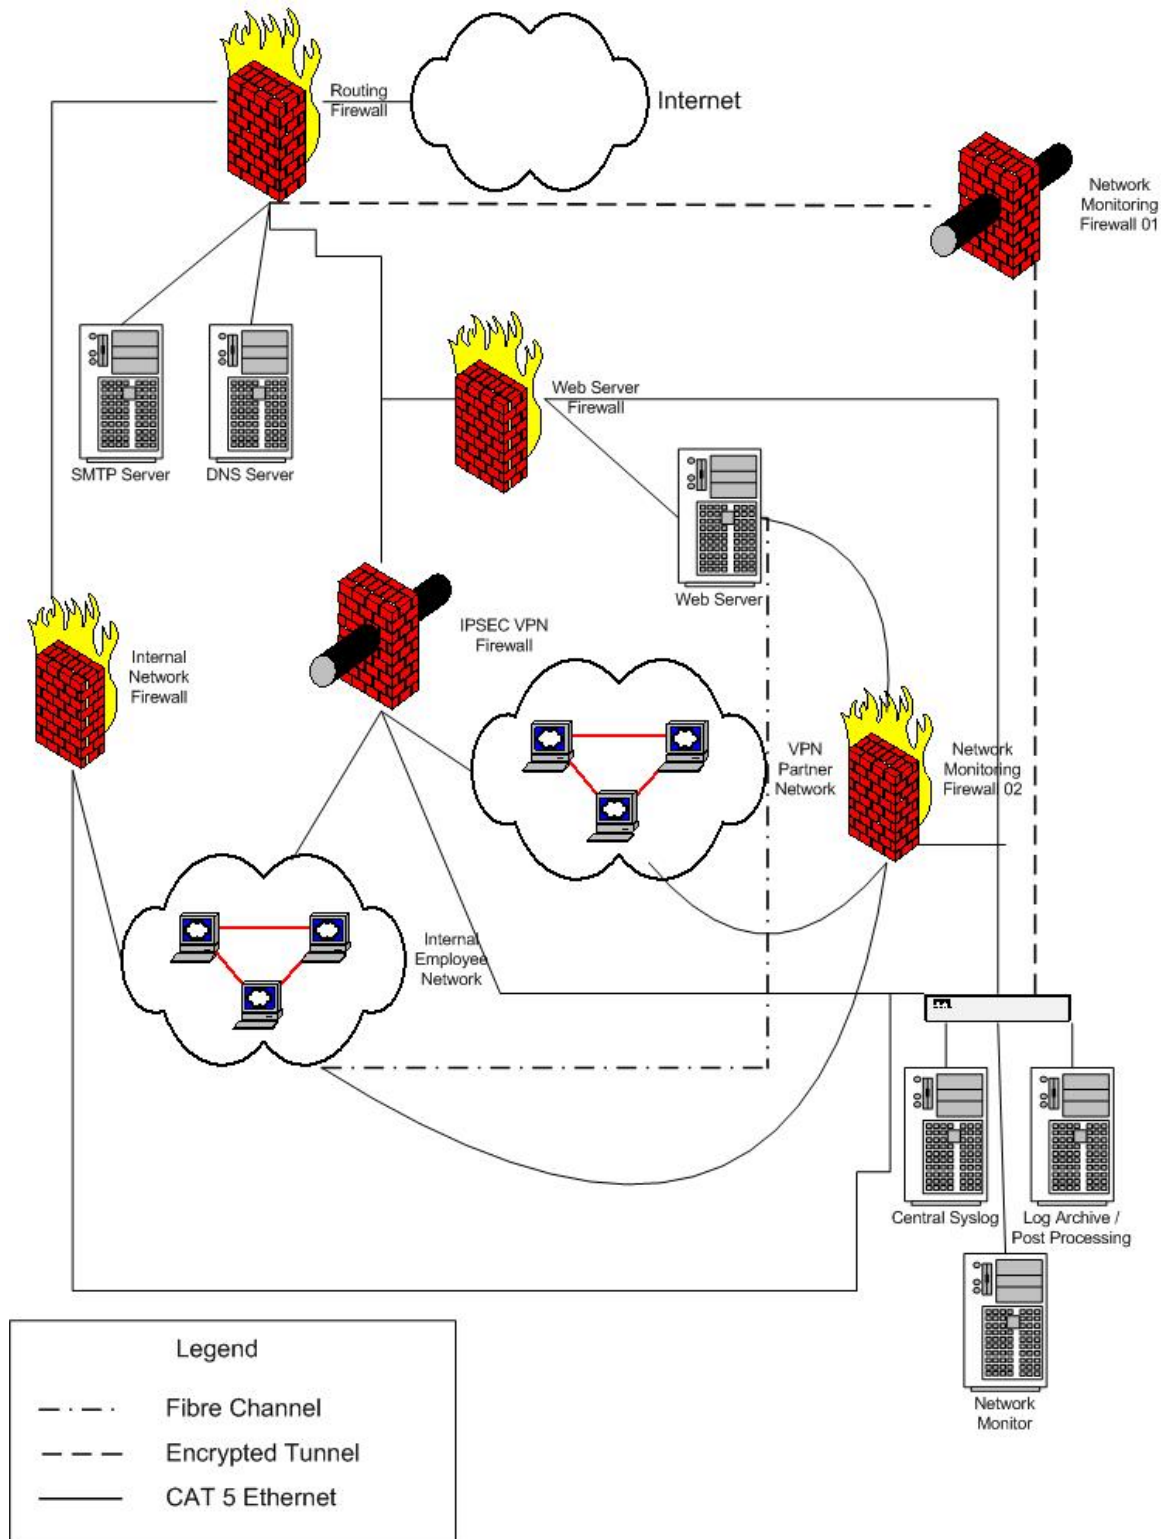 Routing
Firewall
Internet
Network
Monitoring
Firewall 01
Web Server
Firewall
SMTP Server
DNS Server
Web Server
IPSEC VPN
Firewall
Internal
Network
Firewall
VPN
Partner
Network
Network
Monitoring
Firewall 02
Internal
Employee
Network
Central Syslog
Log Archive /
Post Processing
Network
Monitor
Legend
Fibre Channel
Encrypted Tunnel
CAT 5 Ethernet